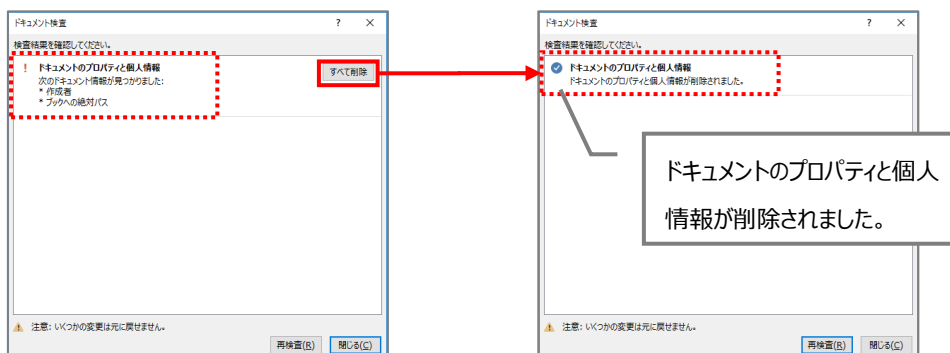 ドキュメント検査
? ×
検査結果を確認してください。
! ドキュメントのプロパティと個人情報
次のドキュメント情報が見つかりました:
* 作成者
* ブックへの絶対パス
すべて削除
注意: いくつかの変更は元に戻せません。
再検査(R) 閉じる(C)
ドキュメント検査
? ×
検査結果を確認してください。
ドキュメントのプロパティと個人情報
ドキュメントのプロパティと個人情報が削除されました。
ドキュメントのプロパティと個人
情報が削除されました。
注意: いくつかの変更は元に戻せません。
再検査(R) 閉じる(C)